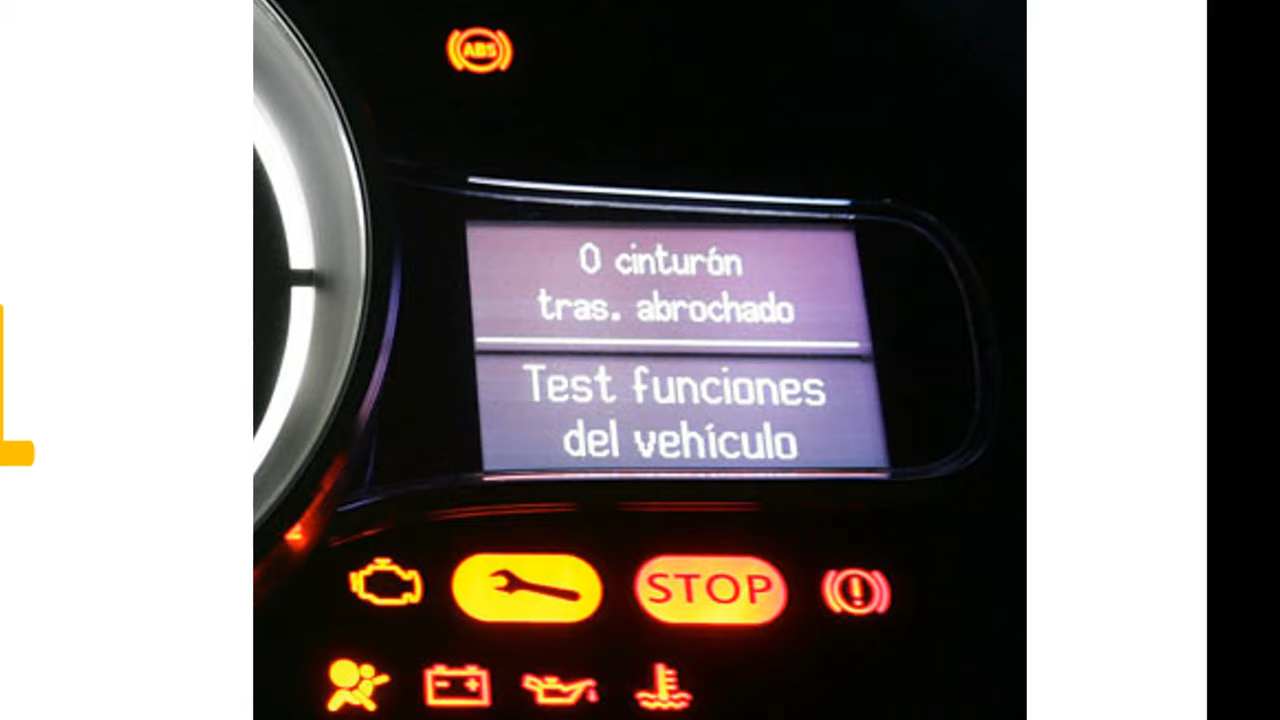 ABS
0 cinturón
tras. abrochado
Test funciones
del vehículo
STOP